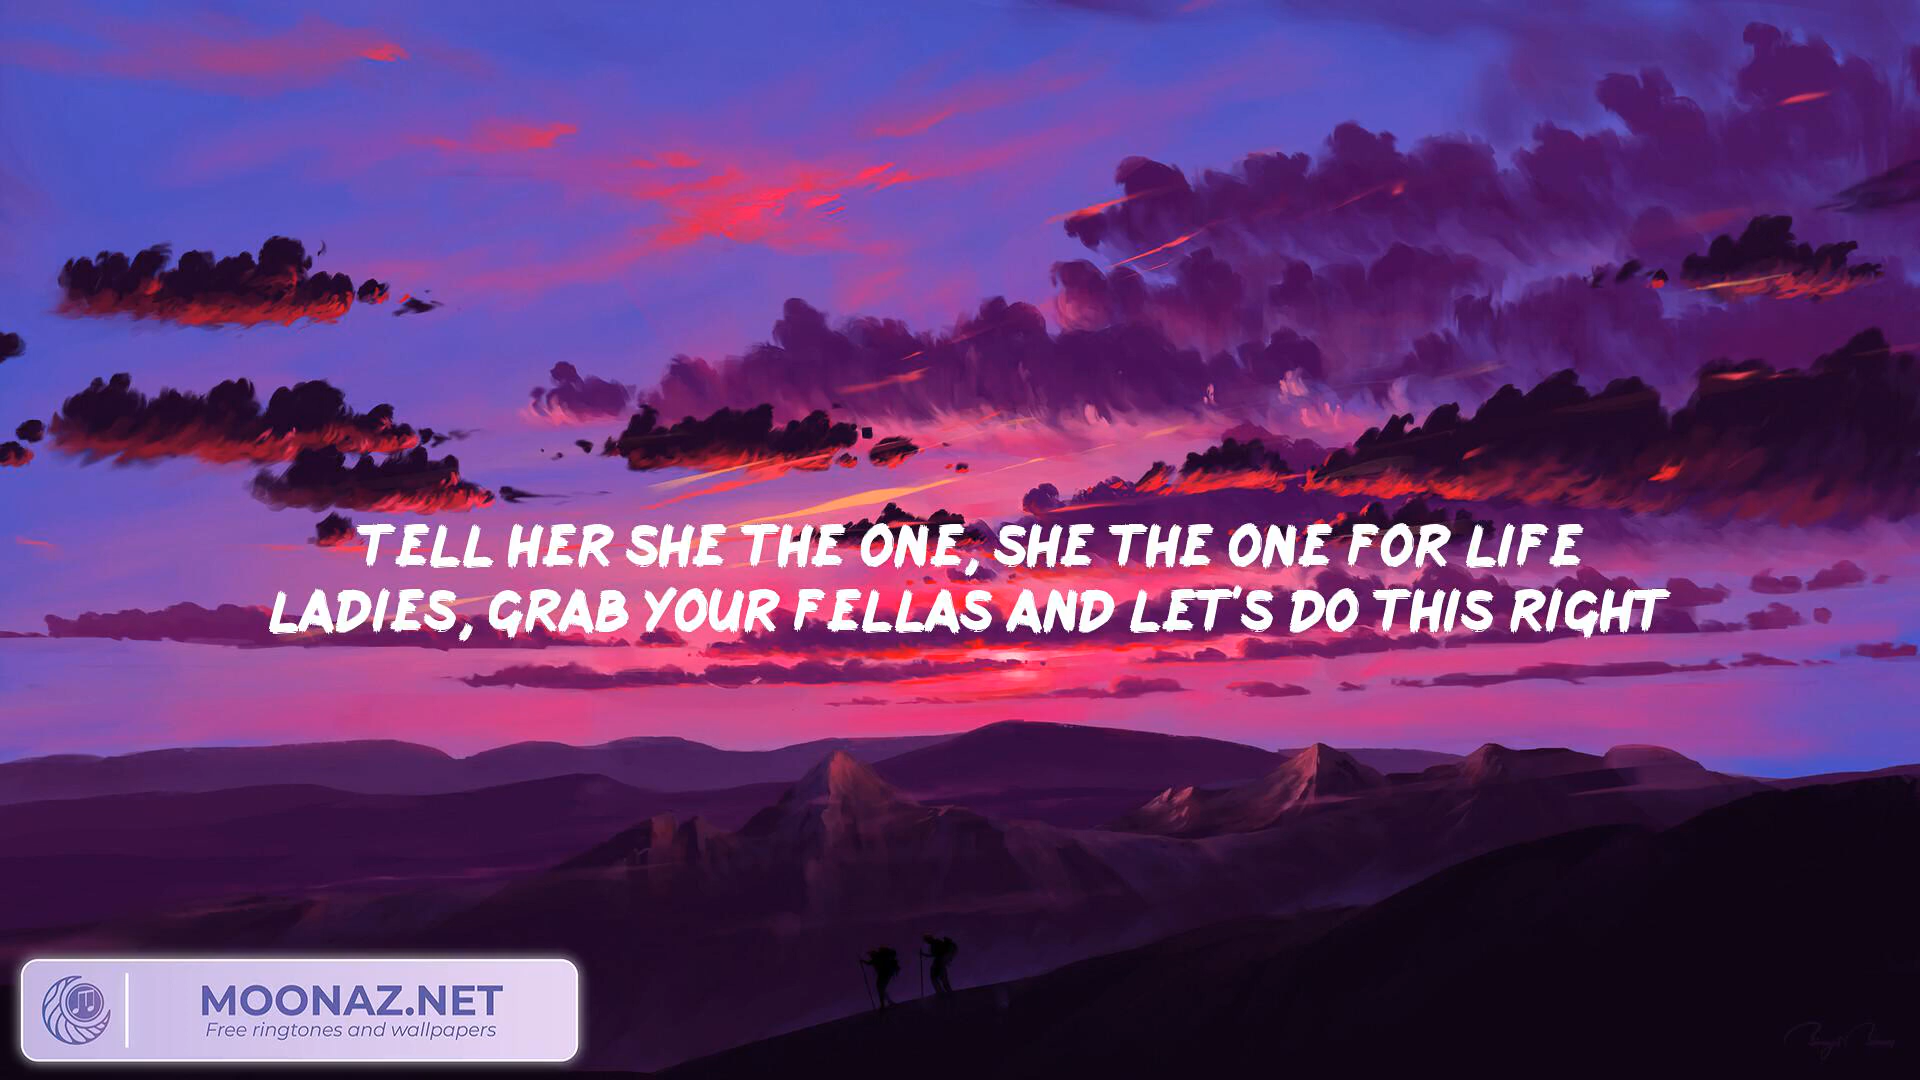 TELL HER SHE THE ONE, SHE THE ONE FOR LIFE
LADIES, GRAB YOUR FELLAS AND LET'S DO THIS RIGHT
MOONAZ.NET
Free ringtones and wallpapers